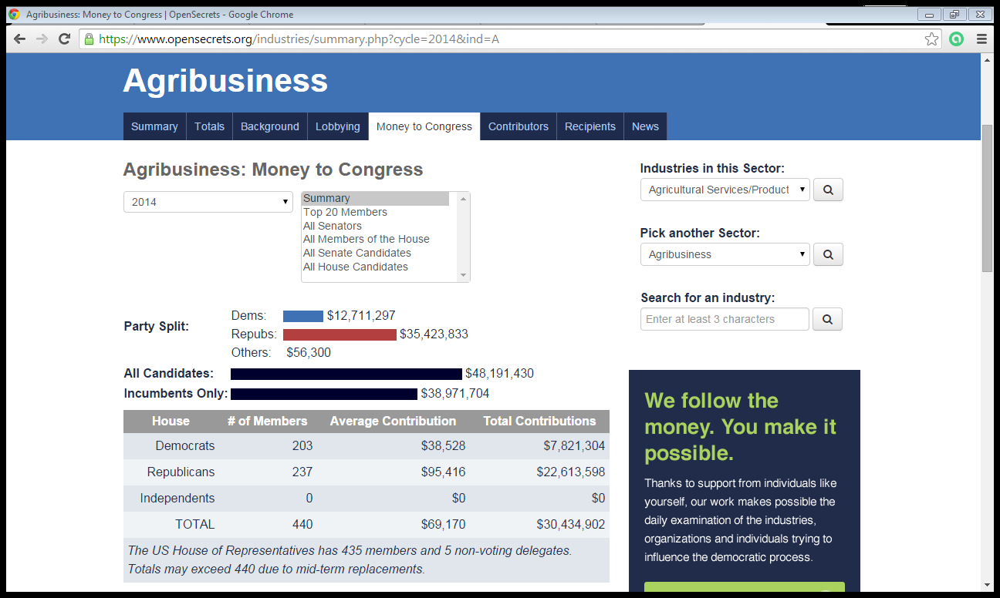 Agribusiness: Money to Congress | OpenSecrets - Google Chrome
https://www.opensecrets.org/industries/summary.php?cycle=2014&ind=A
Agribusiness
Summary Totals Background Lobbying Money to Congress Contributors Recipients News
Agribusiness: Money to Congress
2014
Summary
Top 20 Members
All Senators
All Members of the House
All Senate Candidates
All House Candidates
Industries in this Sector:
Agricultural Services/Product
Pick another Sector:
Agribusiness
Search for an industry:
Enter at least 3 characters
Party Split:
Dems: $12,711,297
Repubs: $35,423,833
Others: $56,300
All Candidates: $48,191,430
Incumbents Only: $38,971,704
House # of Members Average Contribution Total Contributions
Democrats 203 $38,528 $7,821,304
Republicans 237 $95,416 $22,613,598
Independents 0 $0 $0
TOTAL 440 $69,170 $30,434,902
The US House of Representatives has 435 members and 5 non-voting delegates.
Totals may exceed 440 due to mid-term replacements.
We follow the
money. You make it
possible.
Thanks to support from individuals like
yourself, our work makes possible the
daily examination of the industries,
organizations and individuals trying to
influence the democratic process.